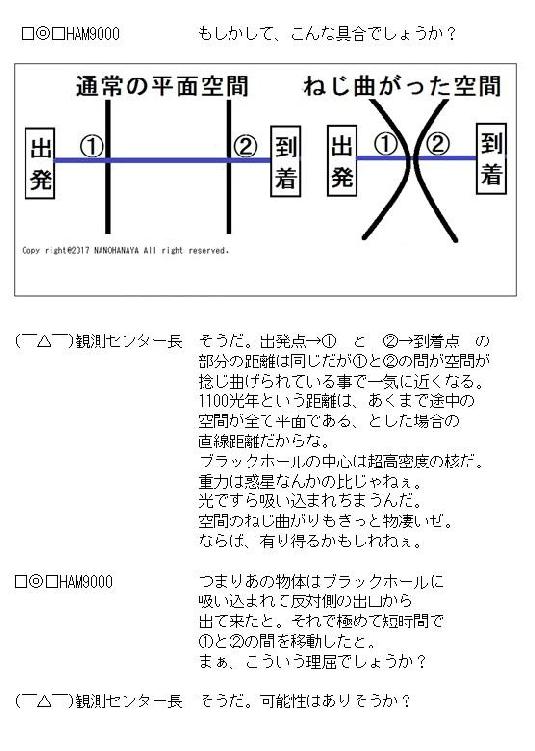 □◎□HAM9000 もしかして、こんな具合でしょうか？
通常の平面空間 ねじ曲がった空間
出発 ① ② 到着 出発 ① ② 到着
Copy right@2017 NANOHANAYA All right reserved.
(￣△￣)観測センター長 そうだ。出発点→① と ②→到着点 の
部分の距離は同じだが①と②の間が空間が
捻じ曲げられている事で一気に近くなる。
1100光年という距離は、あくまで途中の
空間が全て平面である、とした場合の
直線距離だからな。
ブラックホールの中心は超高密度の核だ。
重力は惑星なんかの比じゃねぇ。
光ですら吸い込まれちまうんだ。
空間のねじ曲がりもきっと物凄いぜ。
ならば、有り得るかもしれねぇ。
□◎□HAM9000 つまりあの物体はブラックホールに
吸い込まれて反対側の出口から
出て来たと。それで極めて短時間で
①と②の間を移動したと。
まぁ、こういう理屈でしょうか？
(￣△￣)観測センター長 そうだ。可能性はありそうか？